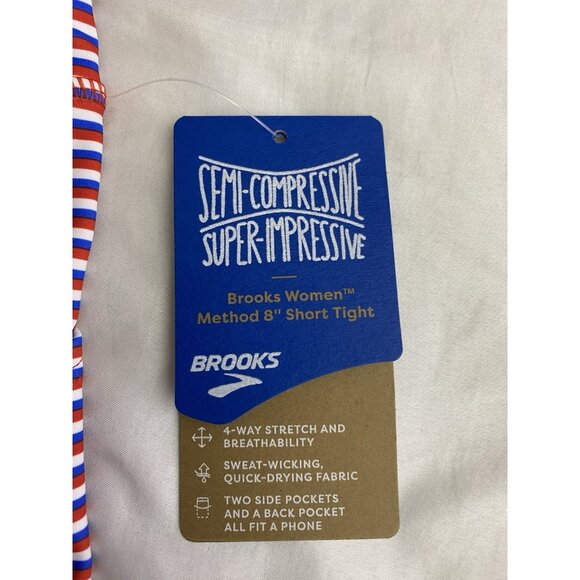 SEMI-COMPRESSIVE
SUPER-IMPRESSIVE
Brooks Women™
Method 8" Short Tight
BROOKS
4-WAY STRETCH AND
BREATHABILITY
SWEAT-WICKING,
QUICK-DRYING FABRIC
TWO SIDE POCKETS
AND A BACK POCKET
ALL FIT A PHONE